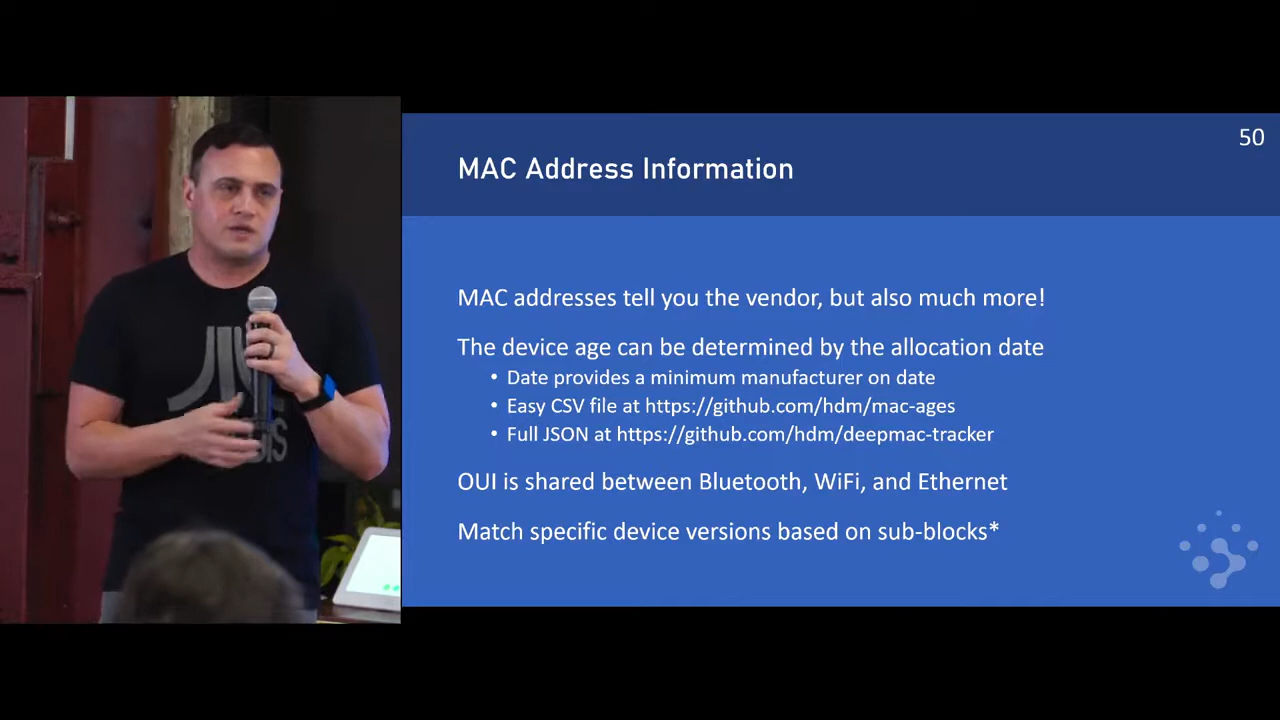 50
MAC Address Information
MAC addresses tell you the vendor, but also much more!
The device age can be determined by the allocation date
• Date provides a minimum manufacturer on date
• Easy CSV file at https://github.com/hdm/mac-ages
• Full JSON at https://github.com/hdm/deepmac-tracker
OUI is shared between Bluetooth, WiFi, and Ethernet
Match specific device versions based on sub-blocks*